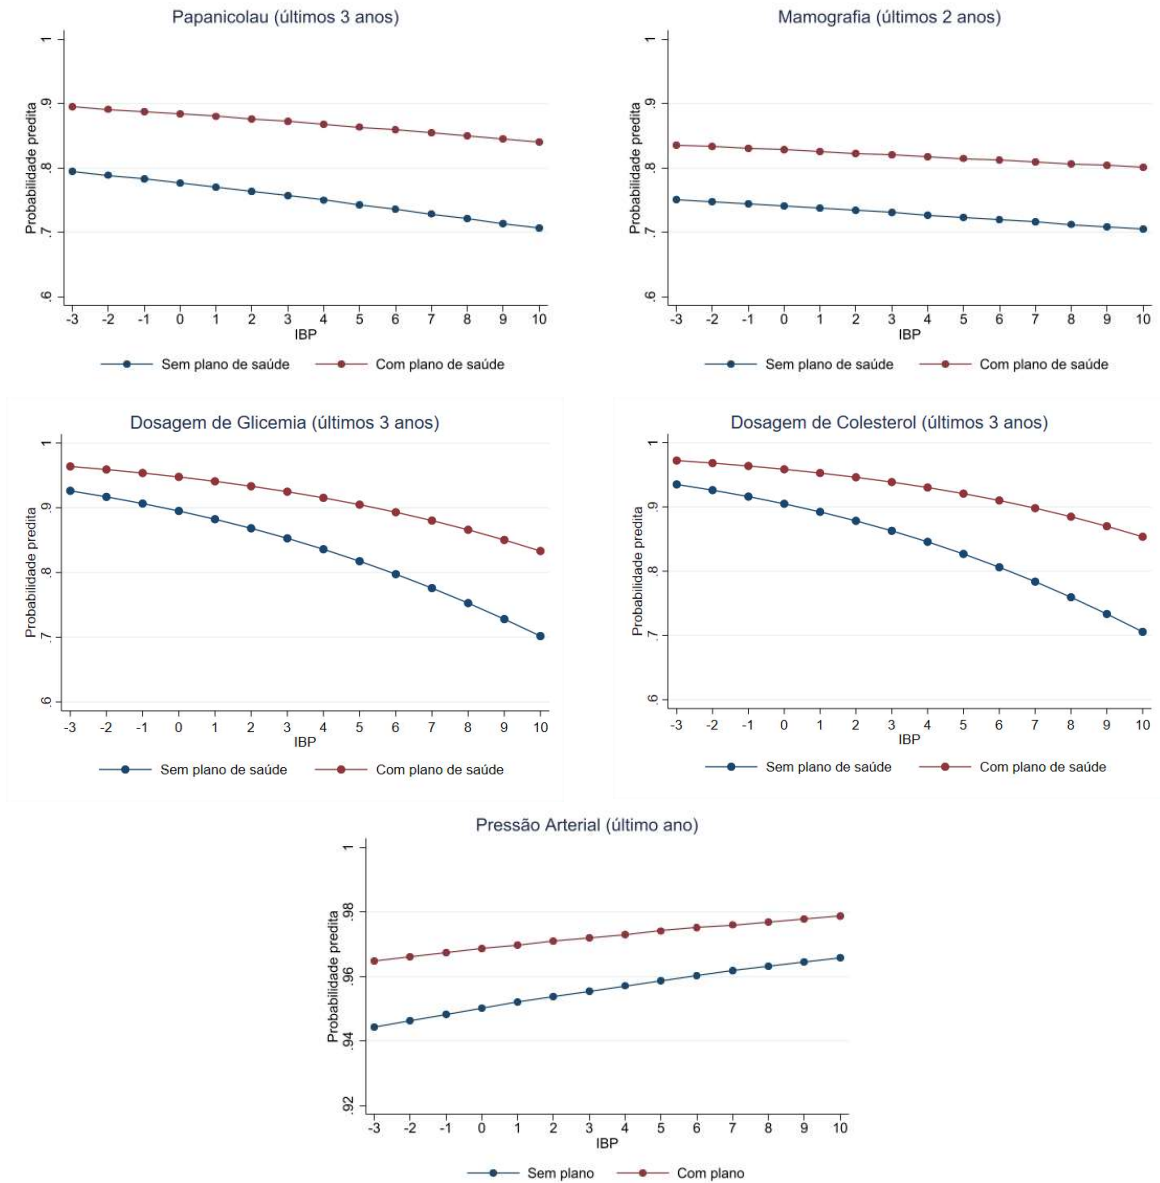 Papanicolau (últimos 3 anos)
Probabilidade predita
1
.9
.8
.7
.6
-3 -2 -1 0 1 2 3 4 5 6 7 8 9 10
IBP
Sem plano de saúde Com plano de saúde
Mamografia (últimos 2 anos)
Probabilidade predita
1
.9
.8
.7
.6
-3 -2 -1 0 1 2 3 4 5 6 7 8 9 10
IBP
Sem plano de saúde Com plano de saúde
Dosagem de Glicemia (últimos 3 anos)
Probabilidade predita
1
.9
.8
.7
.6
-3 -2 -1 0 1 2 3 4 5 6 7 8 9 10
IBP
Sem plano de saúde Com plano de saúde
Dosagem de Colesterol (últimos 3 anos)
Probabilidade predita
1
.9
.8
.7
.6
-3 -2 -1 0 1 2 3 4 5 6 7 8 9 10
IBP
Sem plano de saúde Com plano de saúde
Pressão Arterial (último ano)
Probabilidade predita
1
.98
.96
.94
.92
-3 -2 -1 0 1 2 3 4 5 6 7 8 9 10
IBP
Sem plano Com plano